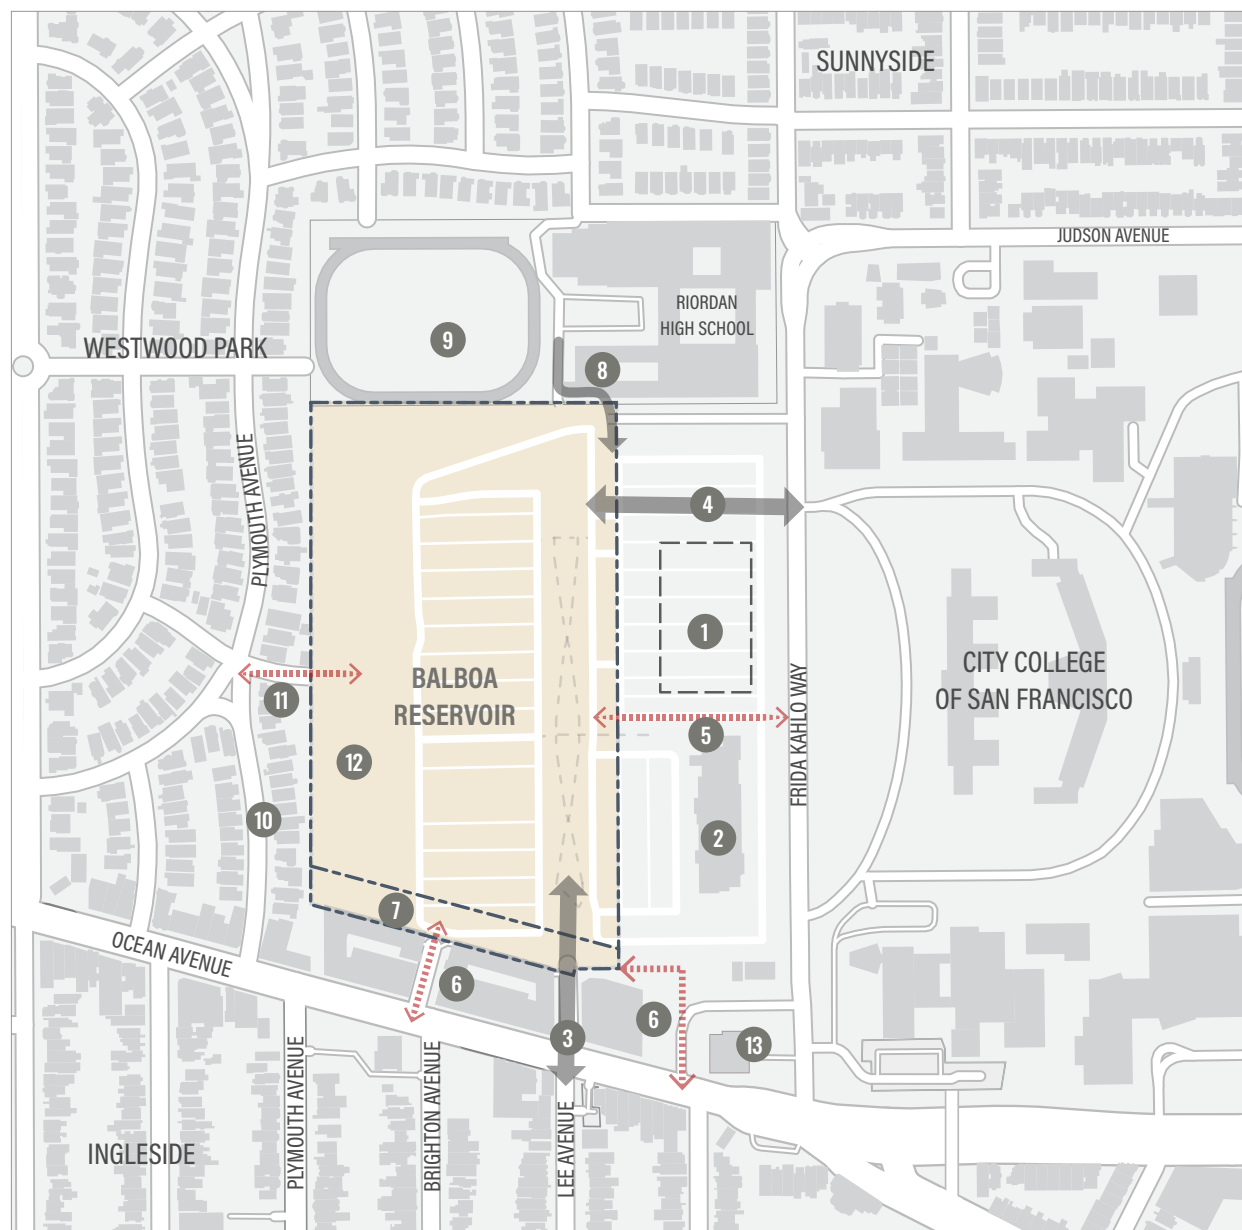 SUNNYSIDE
JUDSON AVENUE
RIORDAN
HIGH SCHOOL
9
WESTWOOD PARK
8
PLYMOUTH AVENUE
4
1
CITY COLLEGE
OF SAN FRANCISCO
BALBOA
RESERVOIR
11
5
FRIDA KAHLO WAY
12
10
2
7
OCEAN AVENUE
6
6
3
13
PLYMOUTH AVENUE
BRIGHTON AVENUE
LEE AVENUE
INGLESIDE